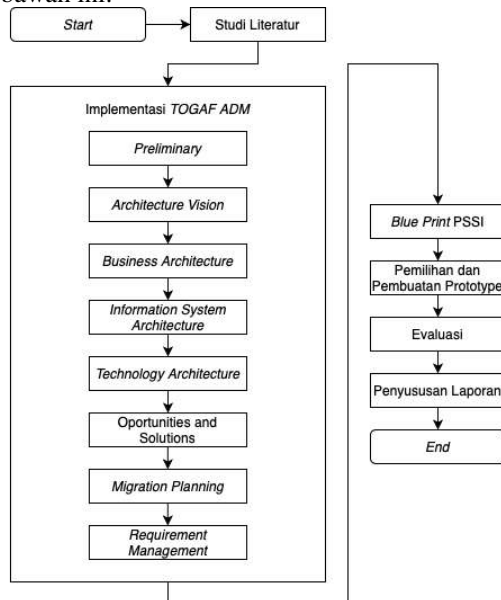 bawah ini:
Start
Studi Literatur
Implementasi TOGAF ADM
Preliminary
Architecture Vision
Business Architecture
Information System
Architecture
Technology Architecture
Oportunities and
Solutions
Migration Planning
Requirement
Management
Blue Print PSSI
Pemilihan dan
Pembuatan Prototype
Evaluasi
Penyususan Laporan
End